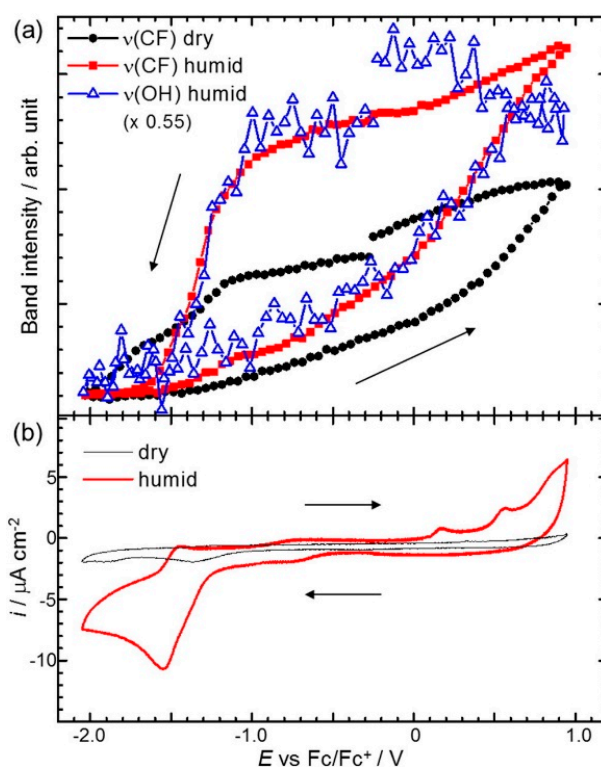 (a)
ν(CF) dry
ν(CF) humid
ν(OH) humid
(x 0.55)
Band intensity / arb. unit
(b)
dry
humid
5
0
-5
-10
i / μA cm⁻²
-2.0 -1.0 0 1.0
E vs Fc/Fc⁺ / V